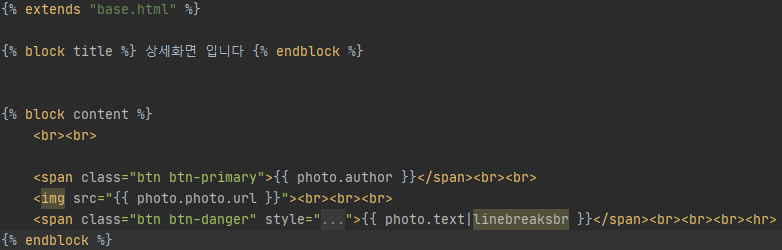 {% extends "base.html" %}
{% block title %} 상세화면 입니다 {% endblock %}
{% block content %}
<br><br>
<span class="btn btn-primary">{{ photo.author }}</span><br><br>
<img src="{{ photo.photo.url }}"><br><br><br>
<span class="btn btn-danger" style="...">{{ photo.text|linebreaksbr }}</span><br><br><br><hr>
{% endblock %}